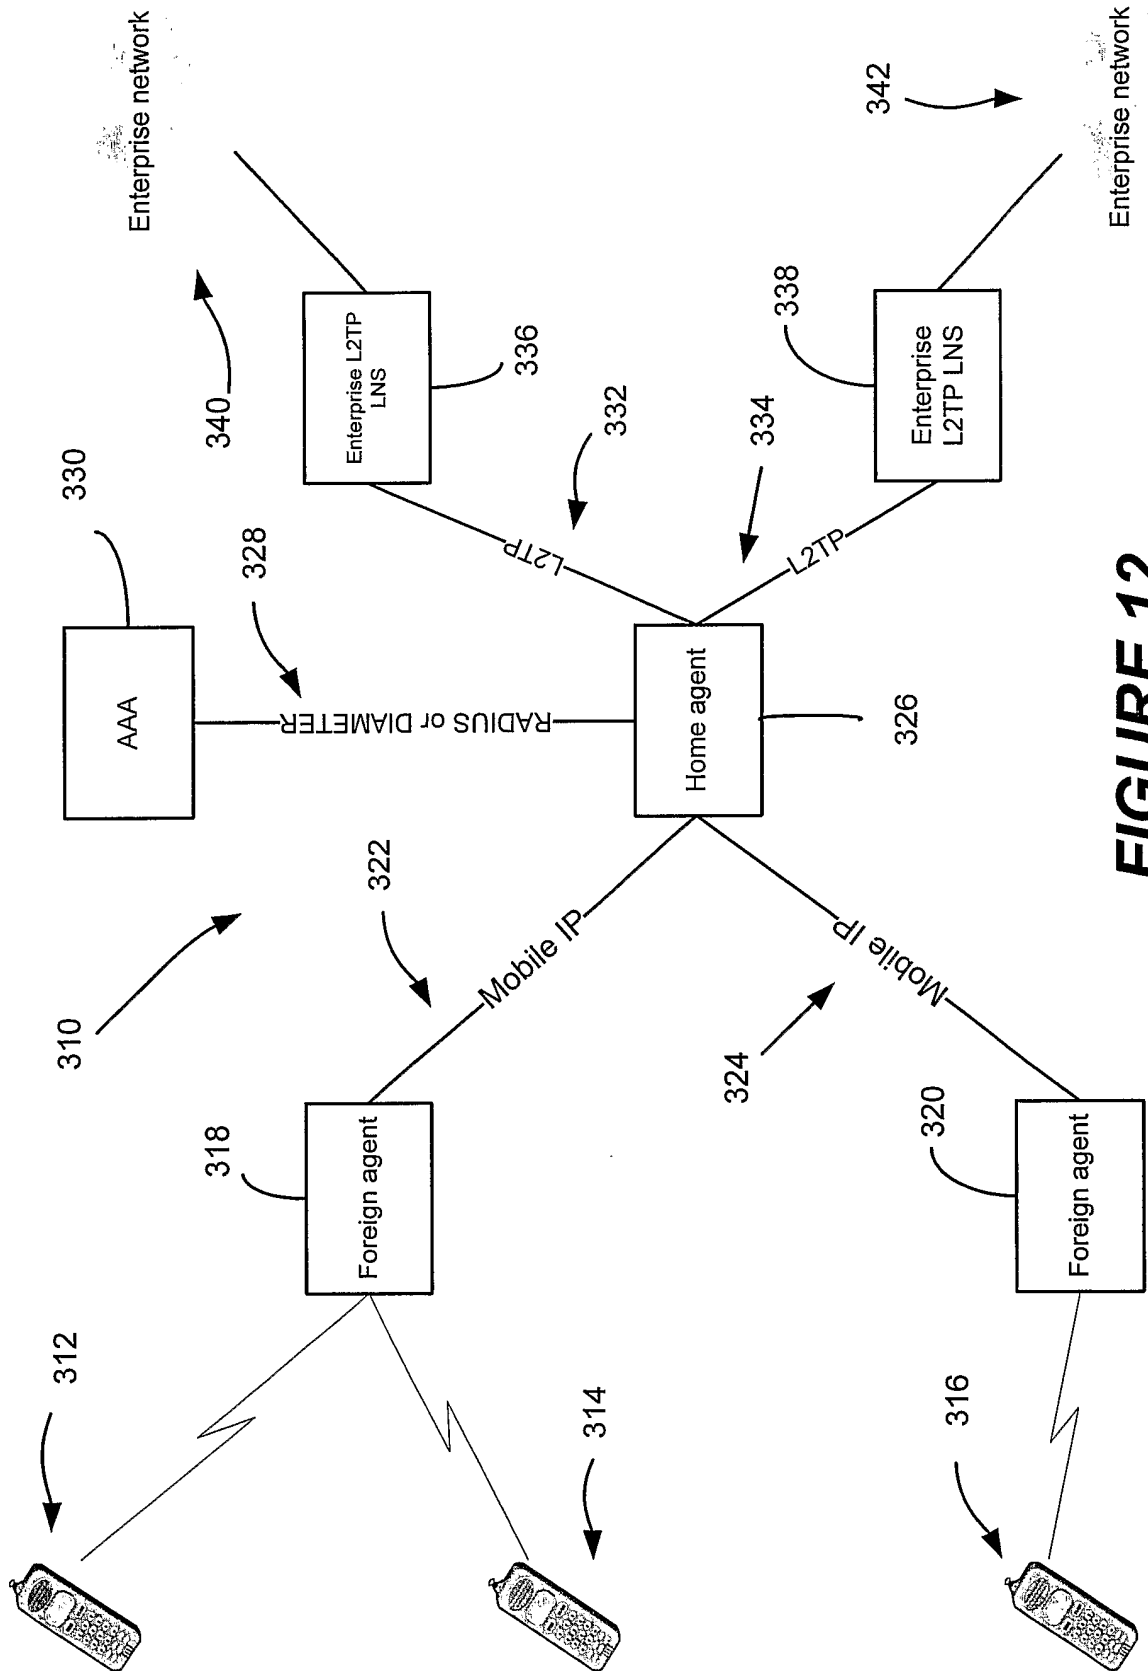 312
314
316
310
318
Foreign agent
320
Foreign agent
322
Mobile IP
324
Mobile IP
330
AAA
328
RADIUS or DIAMETER
Home agent
326
332
L2TP
334
L2TP
340
Enterprise L2TP
LNS
336
338
Enterprise
L2TP LNS
Enterprise network
342
Enterprise network
FIGURE 12